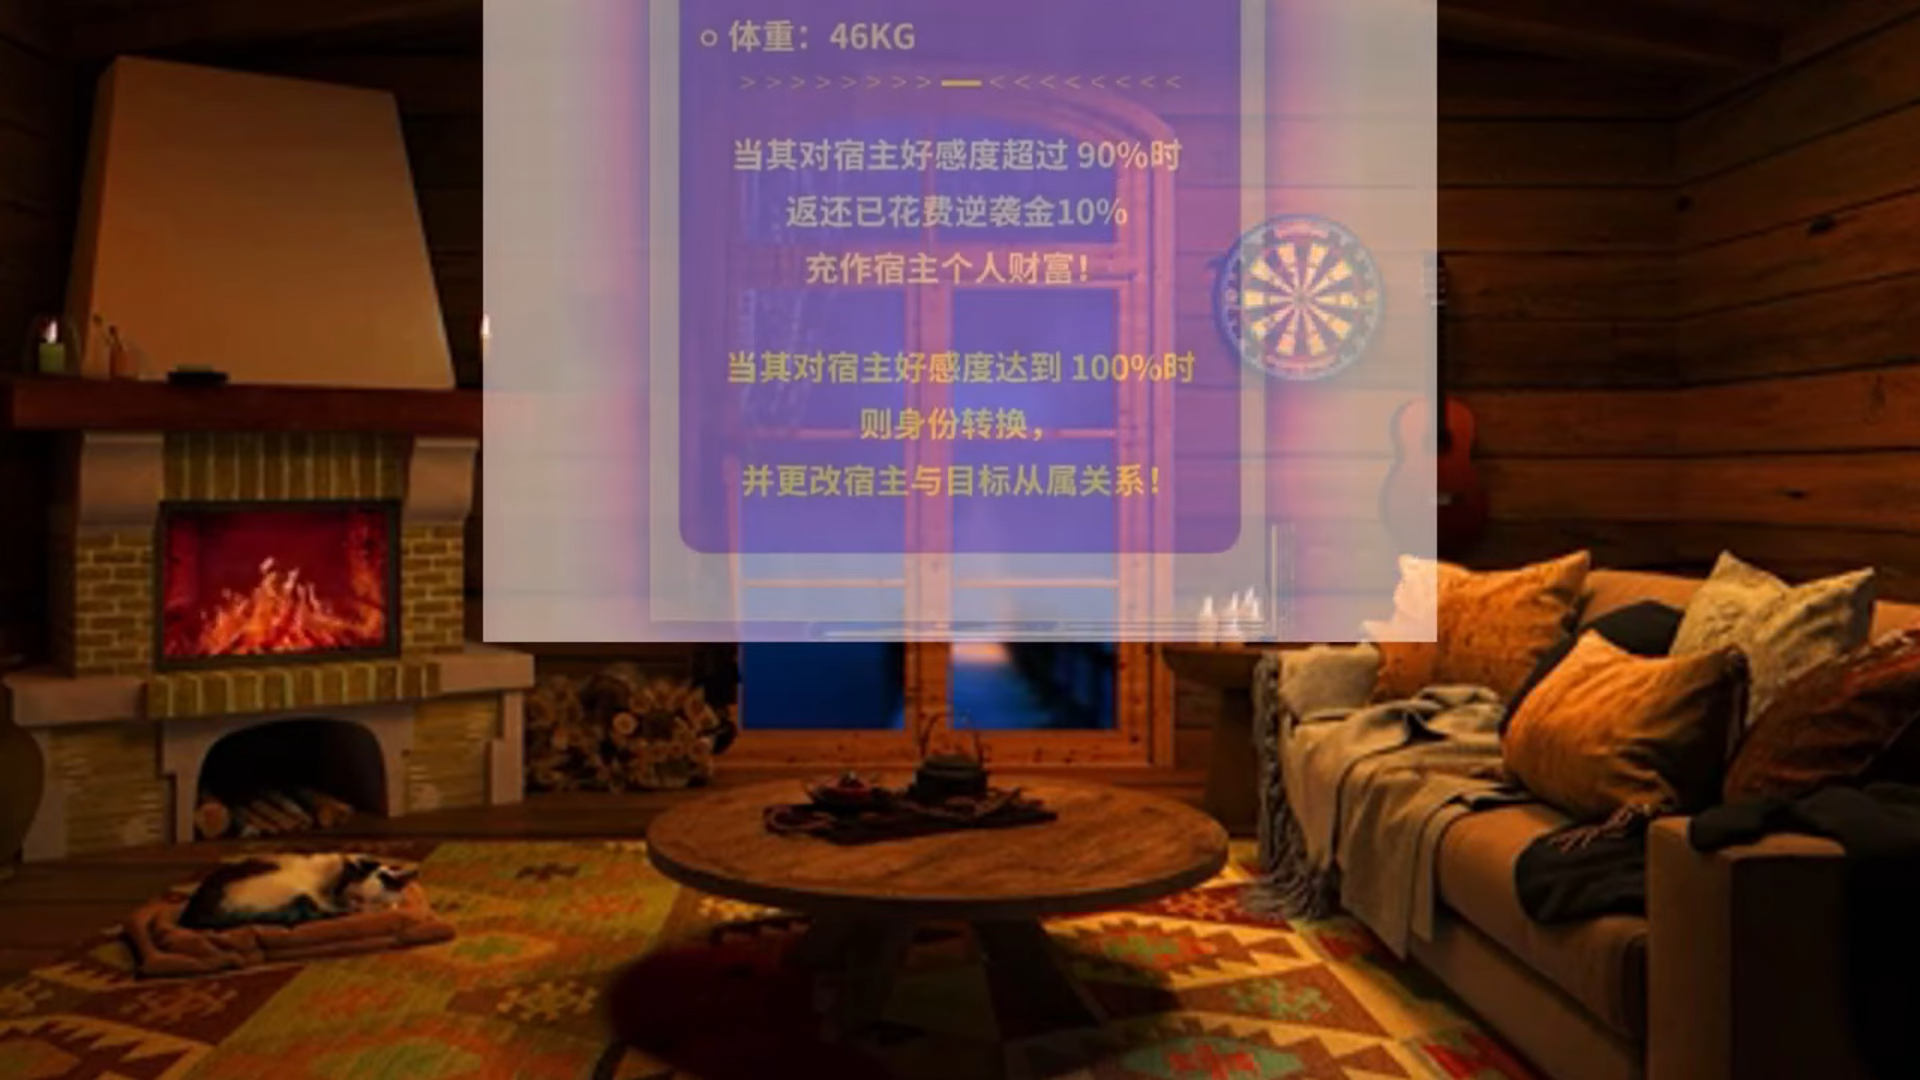 体重：46KG
>>>>>>>>—<<<<<<<<
当其对宿主好感度超过 90%时
返还已花费逆袭金10%
充作宿主个人财富！
当其对宿主好感度达到 100%时
则身份转换，
并更改宿主与目标从属关系！